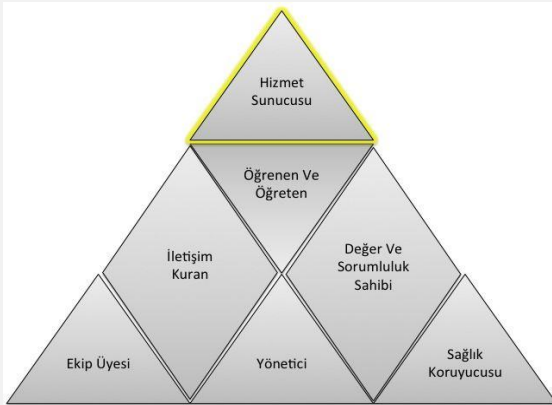 Hizmet
Sunucusu
Öğrenen Ve
Öğreten
İletişim
Kuran
Değer Ve
Sorumluluk
Sahibi
Ekip Üyesi
Yönetici
Sağlık
Koruyucusu